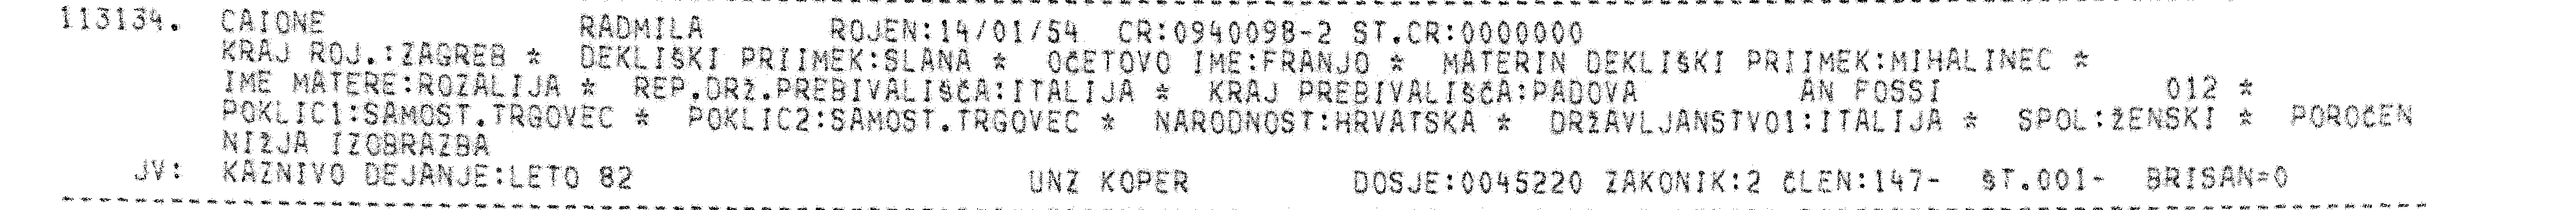 113134. CAIONE RADMILA ROJEN:14/01/54 CR:0940098-2 ST.CR:0000000
KRAJ ROJ.:ZAGREB * DEKLIŠKI PRIIMEK:SLANA * OČETOVO IME:FRANJO * MATERIN DEKLIŠKI PRIIMEK:MIHALINEC *
IME MATERE:ROZALIJA * REP.DRŽ.PREBIVALIŠČA:ITALIJA * KRAJ PREBIVALIŠČA:PADOVA AN FOSSI 012 *
POKLIC1:SAMOST.TRGOVEC * POKLIC2:SAMOST.TRGOVEC * NARODNOST:HRVATSKA * DRŽAVLJANSTVO1:ITALIJA * SPOL:ŽENSKI * POROČEN
NIŽJA IZOBRAZBA
JV: KAZNIVO DEJANJE:LETO 82 UNZ KOPER DOSJE:0045220 ZAKONIK:2 ČLEN:147- ŠT.001- BRISAN=0